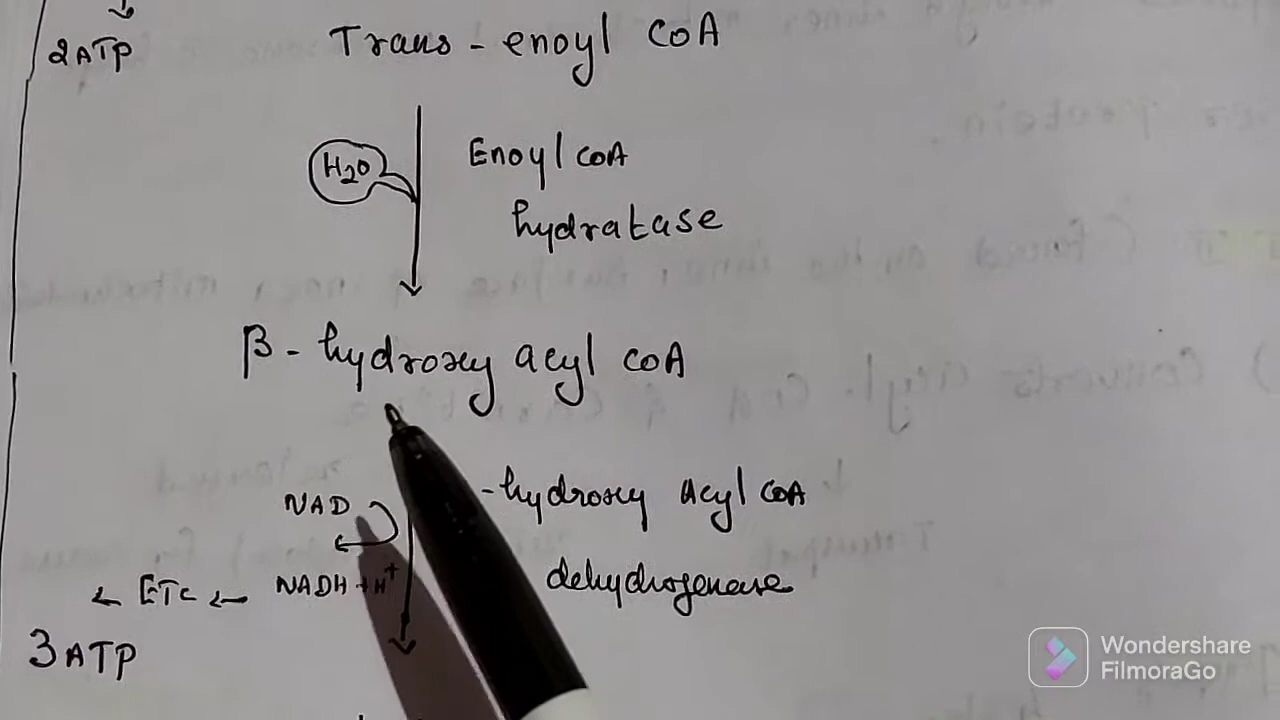 2ATP
Trans - enoyl CoA
H2O
Enoyl CoA
hydratase
β - hydroxy acyl CoA
NAD
-hydroxy Acyl CoA
dehydrogenase
← ETC ← NADH + H+
3ATP
Wondershare
FilmoraGo